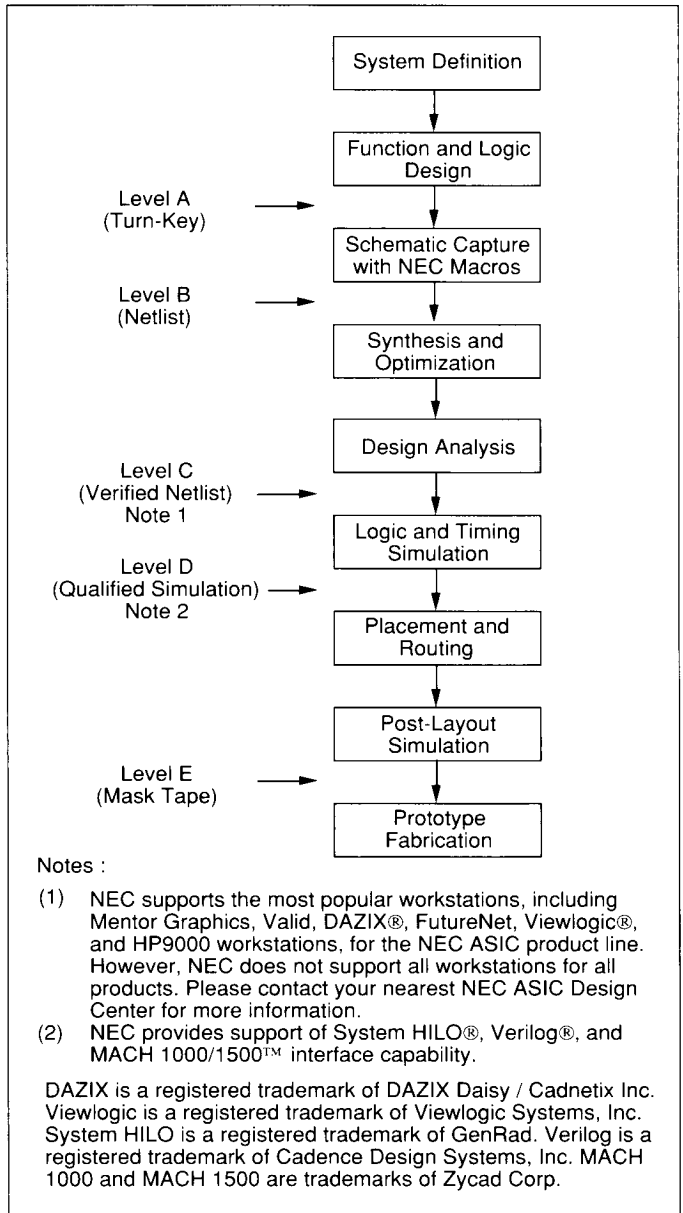 System Definition
Function and Logic
Design
Level A
(Turn-Key)
Schematic Capture
with NEC Macros
Level B
(Netlist)
Synthesis and
Optimization
Design Analysis
Level C
(Verified Netlist)
Note 1
Logic and Timing
Simulation
Level D
(Qualified Simulation)
Note 2
Placement and
Routing
Post-Layout
Simulation
Level E
(Mask Tape)
Prototype
Fabrication
Notes :
(1) NEC supports the most popular workstations, including
Mentor Graphics, Valid, DAZIX®, FutureNet, Viewlogic®,
and HP9000 workstations, for the NEC ASIC product line.
However, NEC does not support all workstations for all
products. Please contact your nearest NEC ASIC Design
Center for more information.
(2) NEC provides support of System HILO®, Verilog®, and
MACH 1000/1500™ interface capability.
DAZIX is a registered trademark of DAZIX Daisy / Cadnetix Inc.
Viewlogic is a registered trademark of Viewlogic Systems, Inc.
System HILO is a registered trademark of GenRad. Verilog is a
registered trademark of Cadence Design Systems, Inc. MACH
1000 and MACH 1500 are trademarks of Zycad Corp.